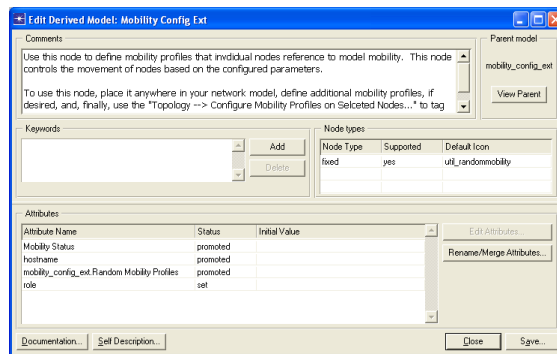 Edit Derived Model: Mobility Config Ext
Comments
Use this node to define mobility profiles that invdidual nodes reference to model mobility. This node
controls the movement of nodes based on the configured parameters.
To use this node, place it anywhere in your network model, define additional mobility profiles, if
desired, and, finally, use the "Topology --> Configure Mobility Profiles on Selceted Nodes..." to tag
Parent model
mobility_config_ext
View Parent
Keywords
Add
Delete
Node types
Node Type Supported Default Icon
fixed yes util_randommobility
Attributes
Attribute Name Status Initial Value
Mobility Status promoted
hostname promoted
mobility_config_ext.Random Mobility Profiles promoted
role set
Edit Attributes...
Rename/Merge Attributes...
Documentation... Self Description... Close Save...